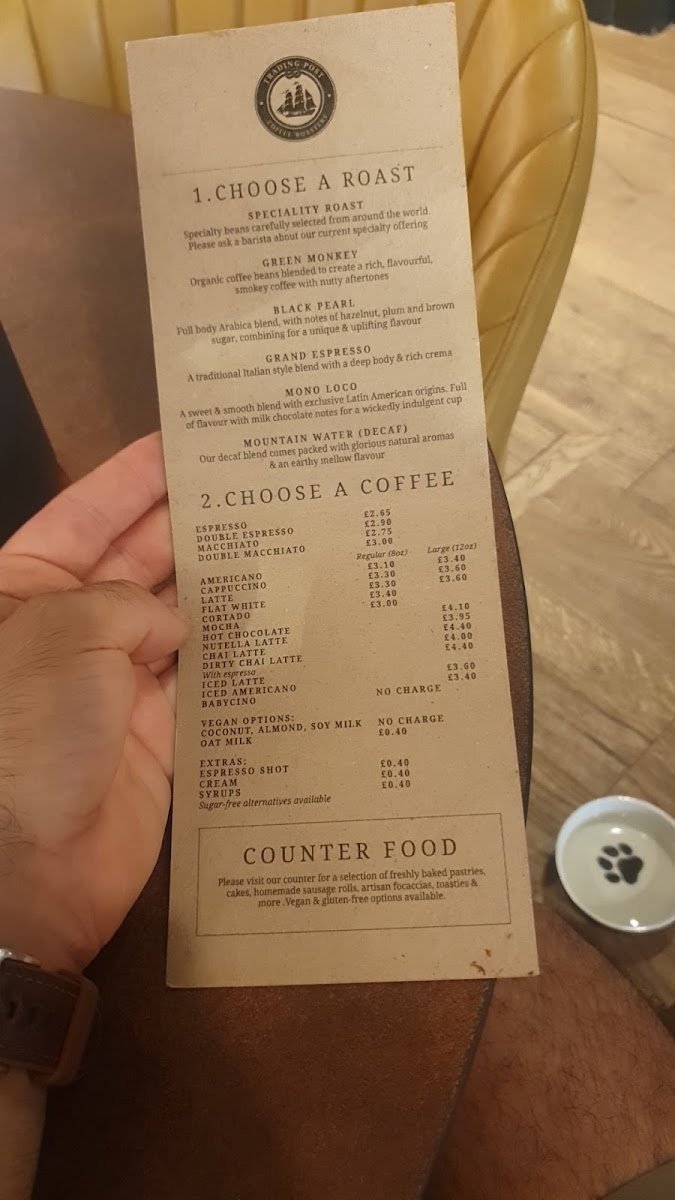 TRADING POST
COFFEE ROASTERS
1.CHOOSE A ROAST
SPECIALITY ROAST
Specialty beans carefully selected from around the world.
Please ask a barista about our current specialty offering
GREEN MONKEY
Organic coffee beans blended to create a rich, flavourful,
smokey coffee with nutty aftertones
BLACK PEARL
Full body Arabica blend, with notes of hazelnut, plum and brown
sugar, combining for a unique & uplifting flavour
GRAND ESPRESSO
A traditional Italian style blend with a deep body & rich crema
MONO LOCO
A sweet & smooth blend with exclusive Latin American origins. Full
of flavour with milk chocolate notes for a wickedly indulgent cup
MOUNTAIN WATER (DECAF)
Our decaf blend comes packed with glorious natural aromas
& an earthy mellow flavour
2.CHOOSE A COFFEE
ESPRESSO £2.65
DOUBLE ESPRESSO £2.90
MACCHIATO £2.75
DOUBLE MACCHIATO £3.00
Regular (8oz) Large (12oz)
AMERICANO £3.10 £3.40
CAPPUCCINO £3.30 £3.60
LATTE £3.30 £3.60
FLAT WHITE £3.40
CORTADO £3.00
MOCHA £4.10
HOT CHOCOLATE £3.95
NUTELLA LATTE £4.40
CHAI LATTE £4.00
DIRTY CHAI LATTE £4.40
With espresso
ICED LATTE £3.60
ICED AMERICANO £3.40
BABYCINO NO CHARGE
VEGAN OPTIONS:
COCONUT, ALMOND, SOY MILK NO CHARGE
OAT MILK £0.40
EXTRAS:
ESPRESSO SHOT £0.40
CREAM £0.40
SYRUPS £0.40
Sugar-free alternatives available
COUNTER FOOD
Please visit our counter for a selection of freshly baked pastries,
cakes, homemade sausage rolls, artisan focaccias, toasties &
more .Vegan & gluten-free options available.